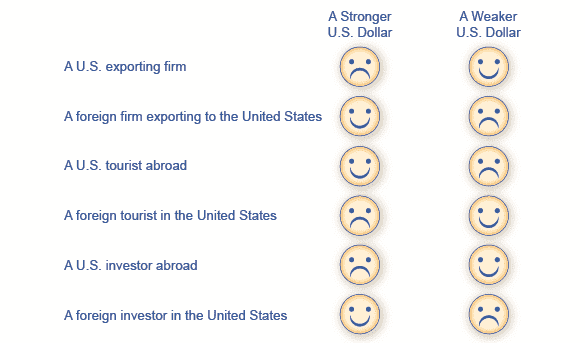 A Stronger
U.S. Dollar
A Weaker
U.S. Dollar
A U.S. exporting firm
A foreign firm exporting to the United States
A U.S. tourist abroad
A foreign tourist in the United States
A U.S. investor abroad
A foreign investor in the United States